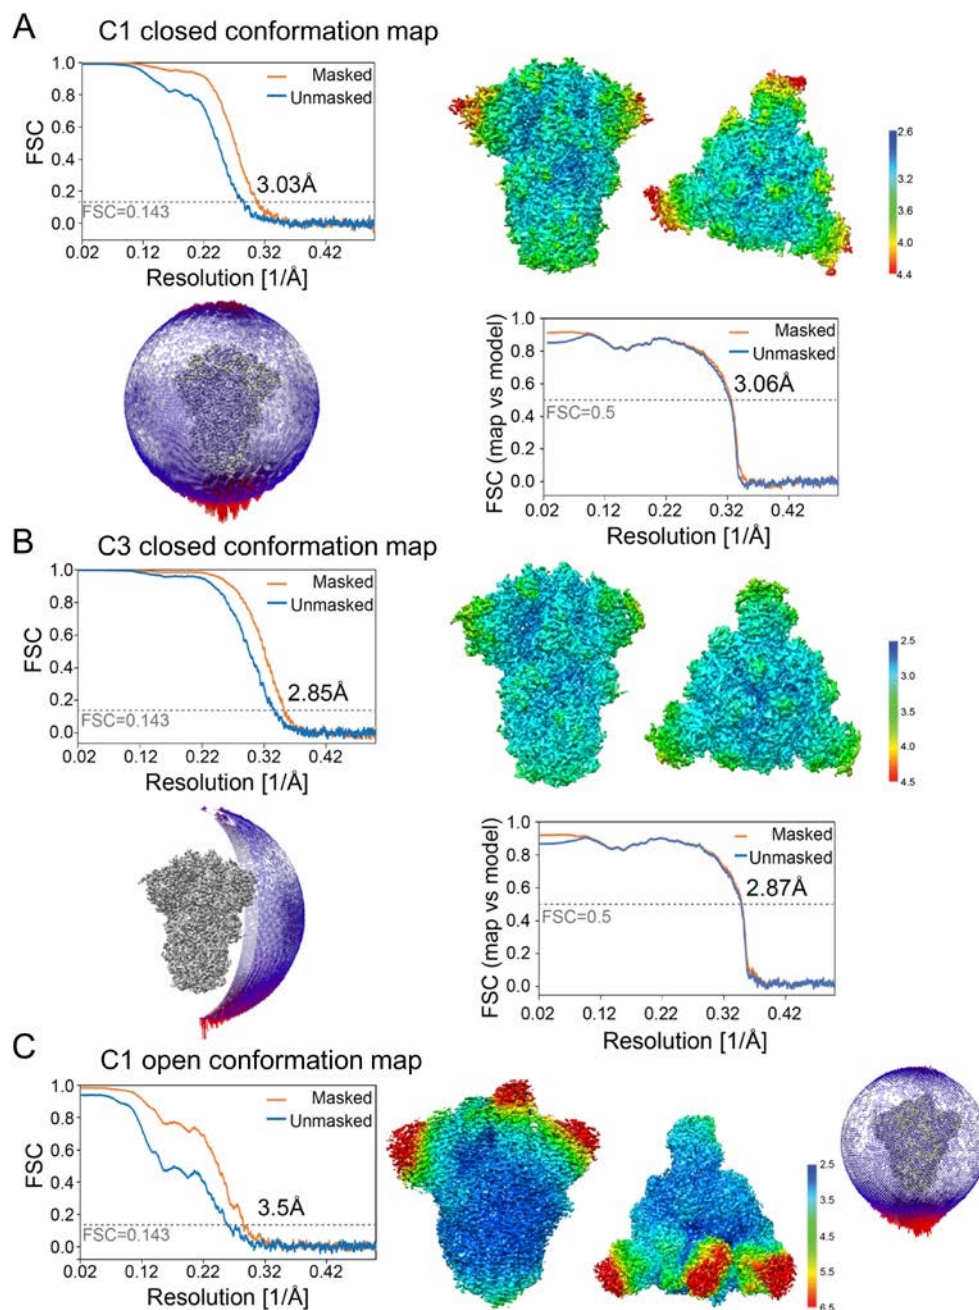 A
C1 closed conformation map
1.0
0.8
0.6
0.4
0.2
0.0
FSC
Masked
Unmasked
3.03Å
FSC=0.143
0.02 0.12 0.22 0.32 0.42
Resolution [1/Å]
2.6
3.2
3.6
4.0
4.4
1.0
0.8
0.6
0.4
0.2
0.0
FSC (map vs model)
Masked
Unmasked
3.06Å
FSC=0.5
0.02 0.12 0.22 0.32 0.42
Resolution [1/Å]
B
C3 closed conformation map
1.0
0.8
0.6
0.4
0.2
0.0
FSC
Masked
Unmasked
2.85Å
FSC=0.143
0.02 0.12 0.22 0.32 0.42
Resolution [1/Å]
2.5
3.0
3.5
4.0
4.5
1.0
0.8
0.6
0.4
0.2
0.0
FSC (map vs model)
Masked
Unmasked
2.87Å
FSC=0.5
0.02 0.12 0.22 0.32 0.42
Resolution [1/Å]
C
C1 open conformation map
1.0
0.8
0.6
0.4
0.2
0.0
FSC
Masked
Unmasked
3.5Å
FSC=0.143
0.02 0.12 0.22 0.32 0.42
Resolution [1/Å]
2.5
3.5
4.5
5.5
6.5